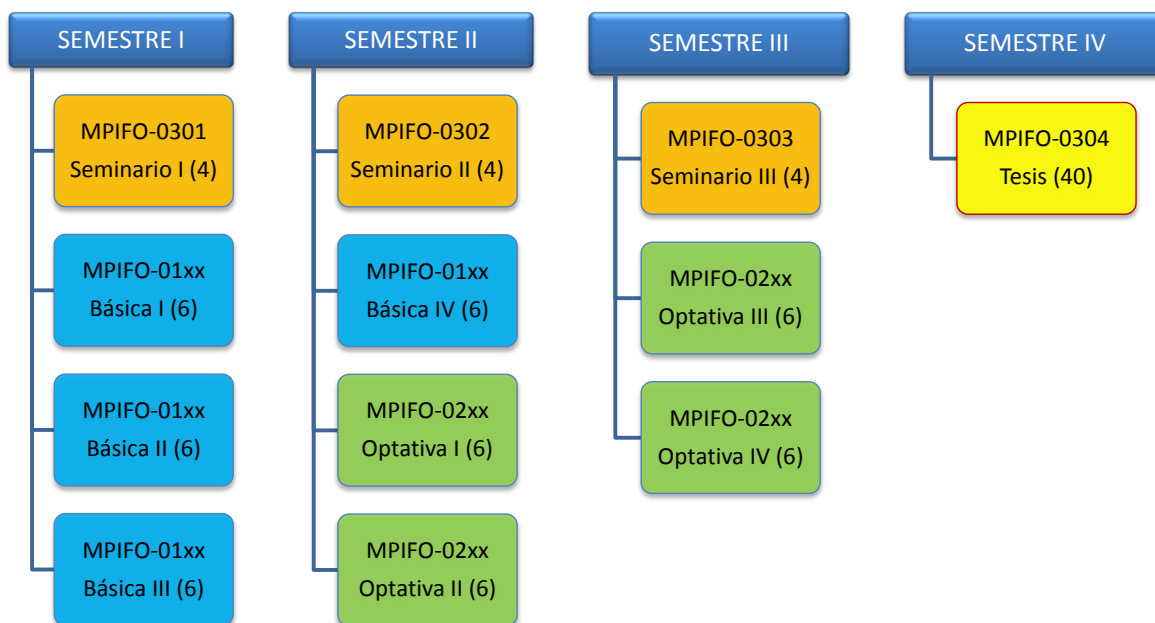 SEMESTRE I
MPIFO-0301
Seminario I (4)
MPIFO-01xx
Básica I (6)
MPIFO-01xx
Básica II (6)
MPIFO-01xx
Básica III (6)
SEMESTRE II
MPIFO-0302
Seminario II (4)
MPIFO-01xx
Básica IV (6)
MPIFO-02xx
Optativa I (6)
MPIFO-02xx
Optativa II (6)
SEMESTRE III
MPIFO-0303
Seminario III (4)
MPIFO-02xx
Optativa III (6)
MPIFO-02xx
Optativa IV (6)
SEMESTRE IV
MPIFO-0304
Tesis (40)